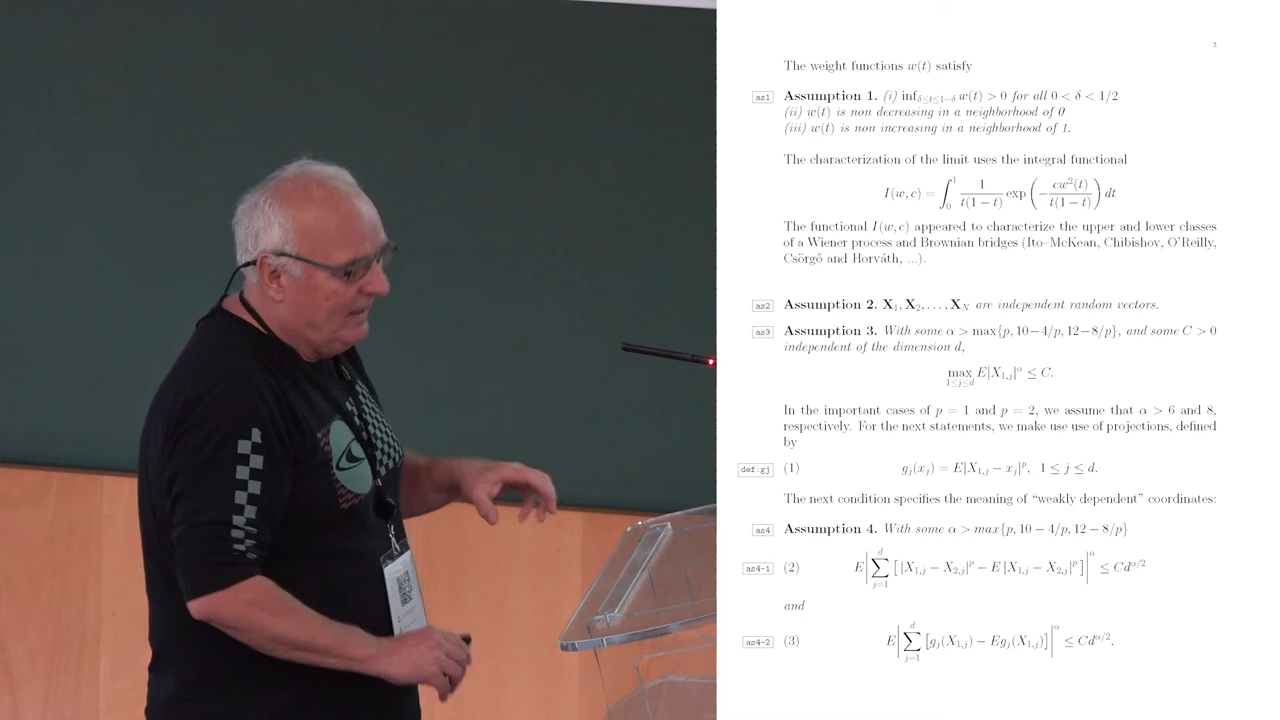 3
The weight functions w(t) satisfy
as1 Assumption 1. (i) inf_{δ≤t≤1−δ} w(t) > 0 for all 0 < δ < 1/2
(ii) w(t) is non decreasing in a neighborhood of 0
(iii) w(t) is non increasing in a neighborhood of 1.
The characterization of the limit uses the integral functional
I(w, c) = ∫_0^1 1/(t(1 − t)) exp(−cw²(t)/(t(1 − t))) dt
The functional I(w, c) appeared to characterize the upper and lower classes
of a Wiener process and Brownian bridges (Ito–McKean, Chibishov, O'Reilly,
Csörgő and Horváth, ...).
as2 Assumption 2. X_1, X_2, . . . , X_N are independent random vectors.
as3 Assumption 3. With some α > max{p, 10−4/p, 12−8/p}, and some C > 0
independent of the dimension d,
max_{1≤j≤d} E|X_{1,j}|^α ≤ C.
In the important cases of p = 1 and p = 2, we assume that α > 6 and 8,
respectively. For the next statements, we make use use of projections, defined
by
def:gj (1) g_j(x_j) = E|X_{1,j} − x_j|^p, 1 ≤ j ≤ d.
The next condition specifies the meaning of "weakly dependent" coordinates:
as4 Assumption 4. With some α > max{p, 10 − 4/p, 12 − 8/p}
as4-1 (2) E|∑_{j=1}^d [|X_{1,j} − X_{2,j}|^p − E |X_{1,j} − X_{2,j}|^p]|^α ≤ Cd^{α/2}
and
as4-2 (3) E|∑_{j=1}^d [g_j(X_{1,j}) − Eg_j(X_{1,j})]|^α ≤ Cd^{α/2}.